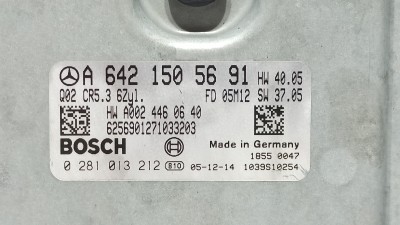 A 642 150 56 91 HW 40.05
Q02 CR5.3 6Zyl. FD 05M12 SW 37.05
HW A002 446 06 40
6256901271033203
BOSCH Made in Germany
1855 0047
0 281 013 212 810 05-12-14 1039S10254